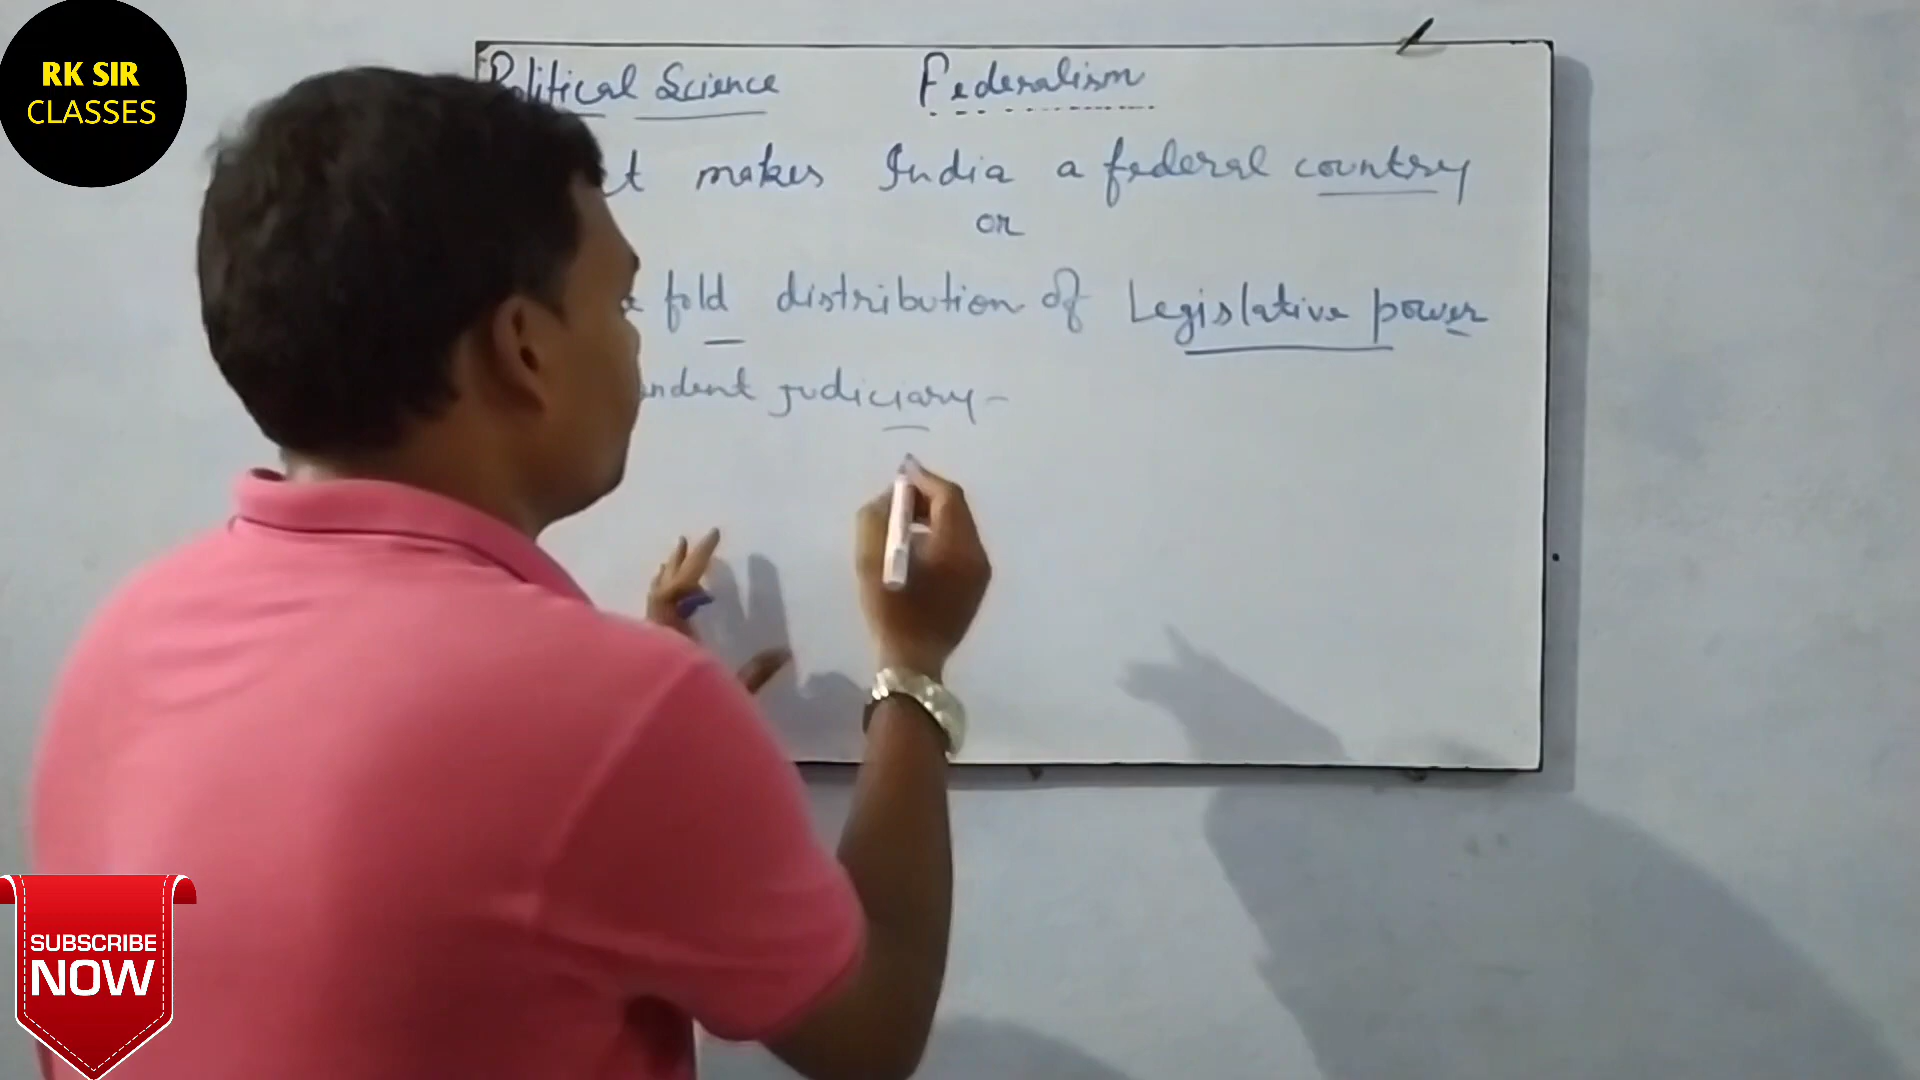 RK SIR
CLASSES
Political Science Federalism
makes India a federal country
or
fold distribution of Legislative power
judiciary -
SUBSCRIBE
NOW